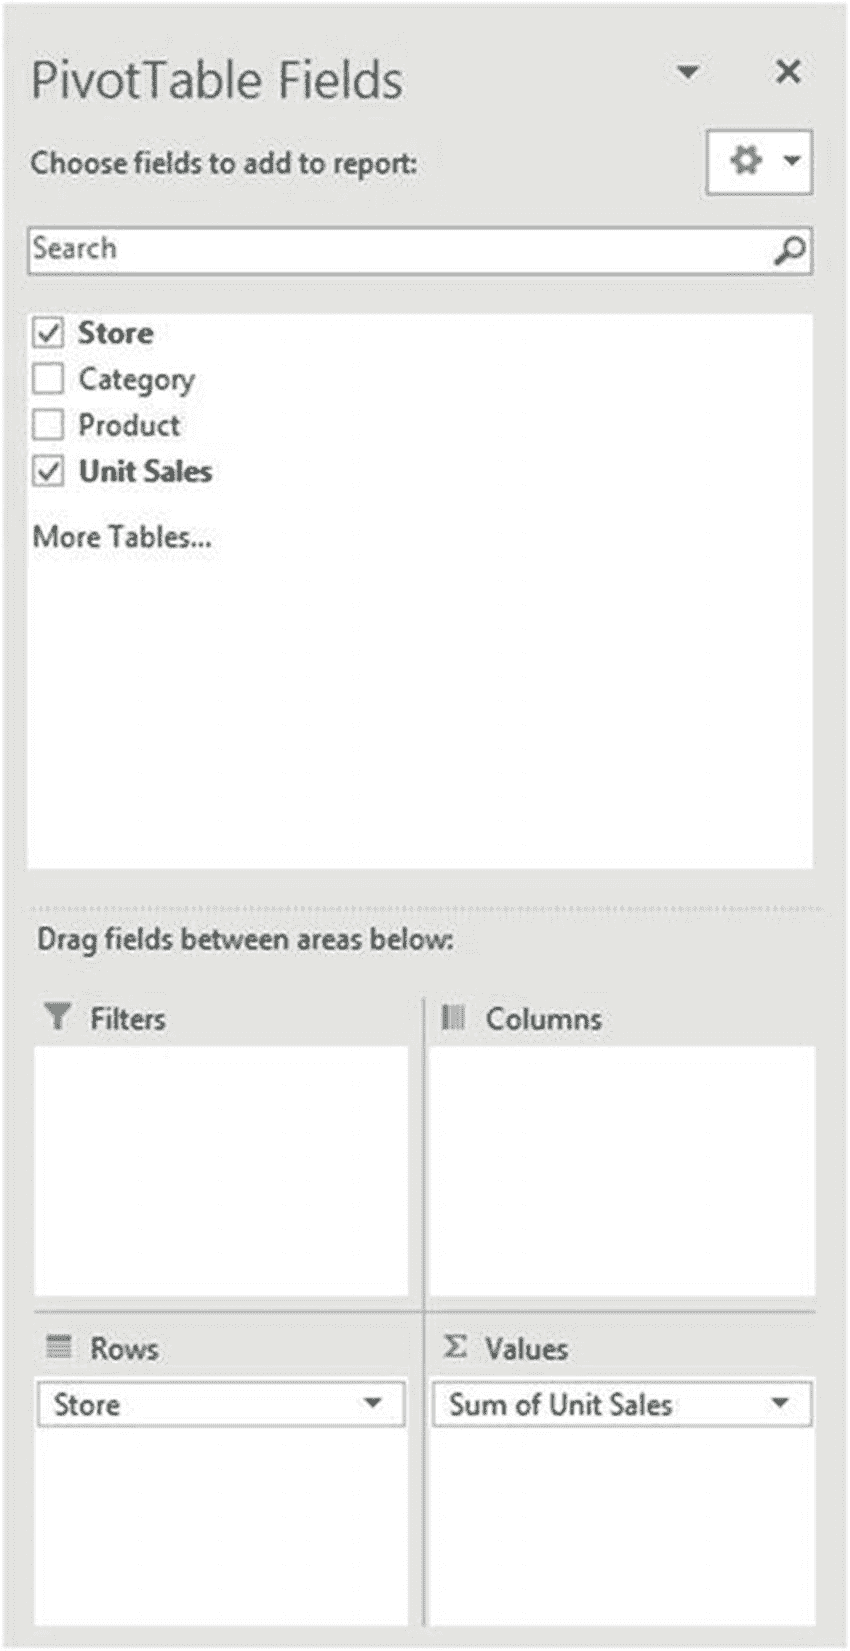 PivotTable Fields
Choose fields to add to report:
Search
Store
Category
Product
Unit Sales
More Tables...
Drag fields between areas below:
Filters
Columns
Rows
Σ Values
Store
Sum of Unit Sales